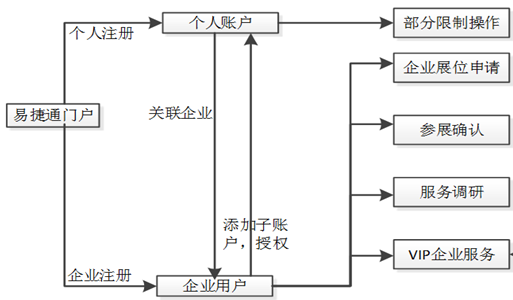 个人注册
个人账户
部分限制操作
企业展位申请
易捷通门户
关联企业
参展确认
服务调研
添加子账
户，授权
VIP企业服务
企业注册
企业用户